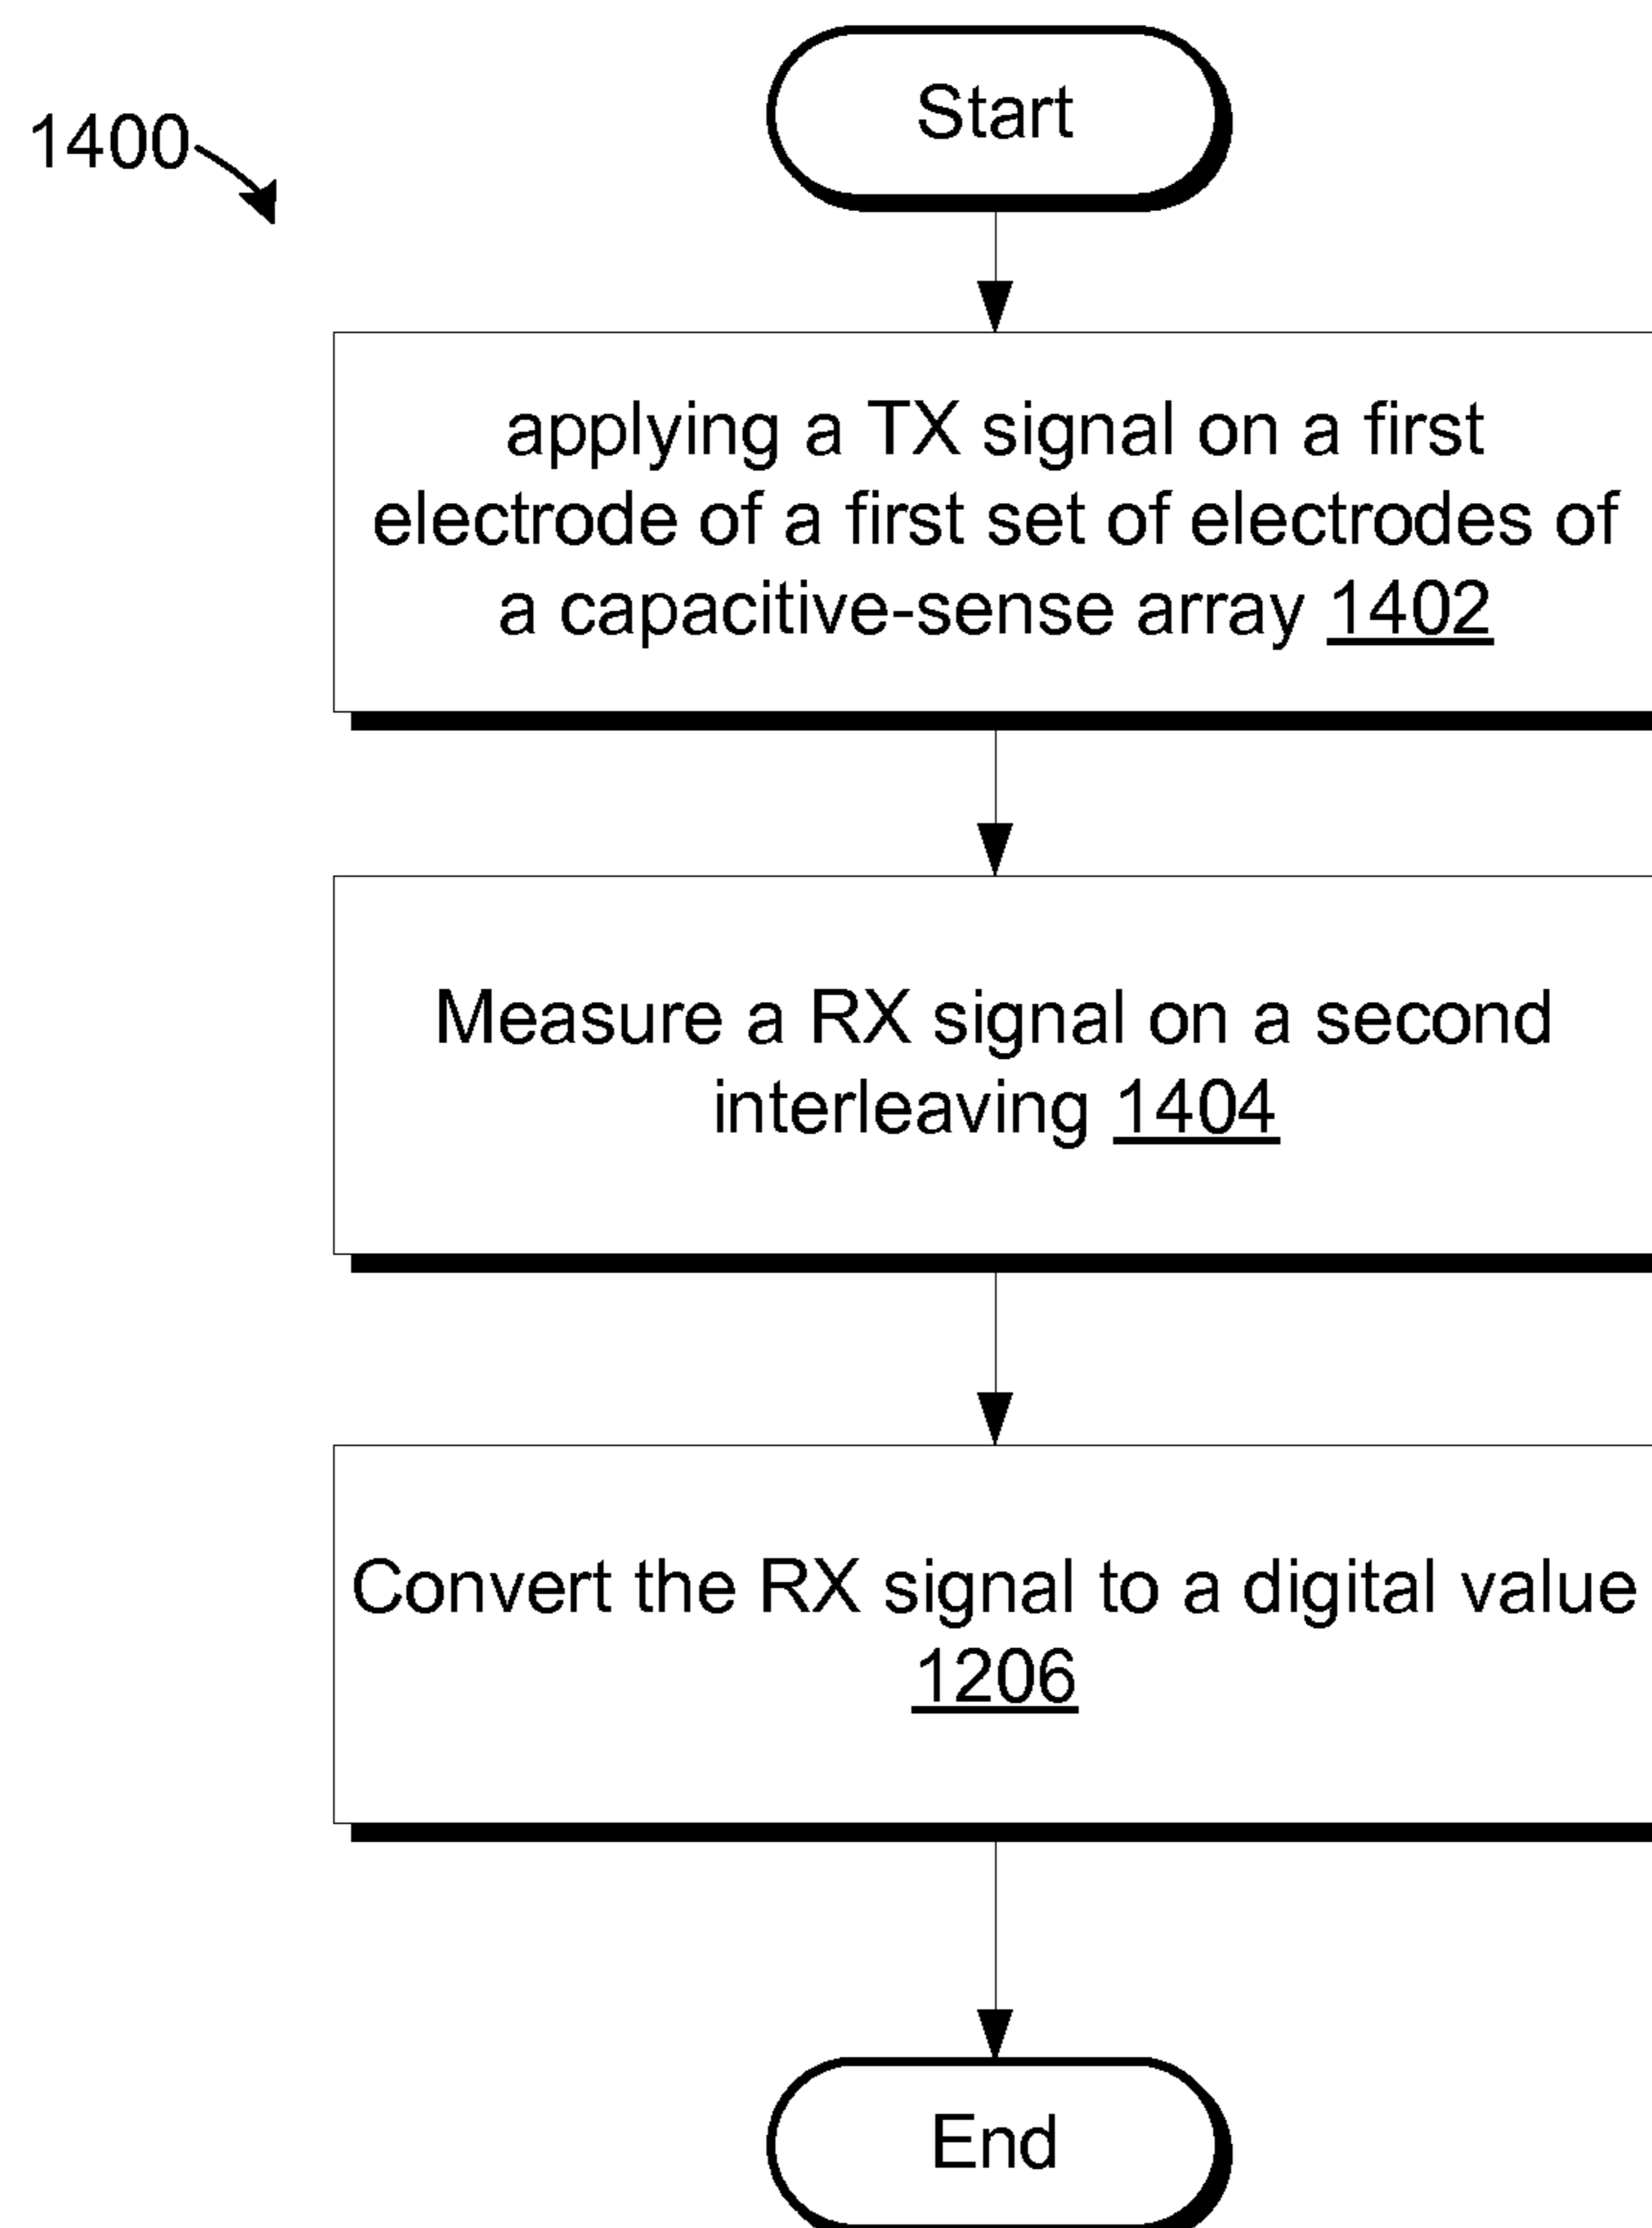 Start
1400
applying a TX signal on a first
electrode of a first set of electrodes of
a capacitive-sense array 1402
Measure a RX signal on a second
interleaving 1404
Convert the RX signal to a digital value
1206
End